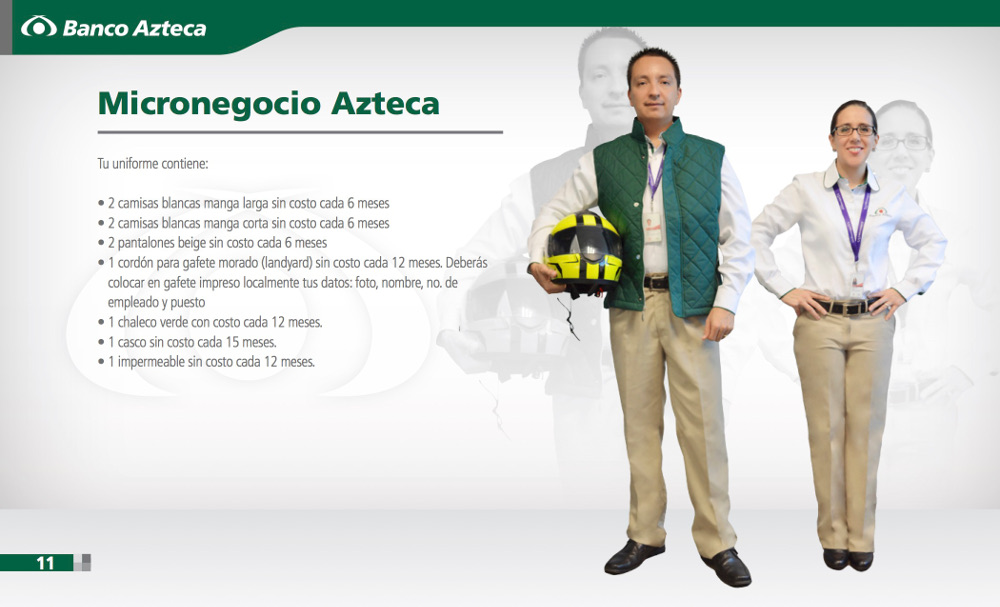 Banco Azteca
Micronegocio Azteca
Tu uniforme contiene:
• 2 camisas blancas manga larga sin costo cada 6 meses
• 2 camisas blancas manga corta sin costo cada 6 meses
• 2 pantalones beige sin costo cada 6 meses
• 1 cordón para gafete morado (landyard) sin costo cada 12 meses. Deberás
colocar en gafete impreso localmente tus datos: foto, nombre, no. de
empleado y puesto
• 1 chaleco verde con costo cada 12 meses.
• 1 casco sin costo cada 15 meses.
• 1 impermeable sin costo cada 12 meses.
11